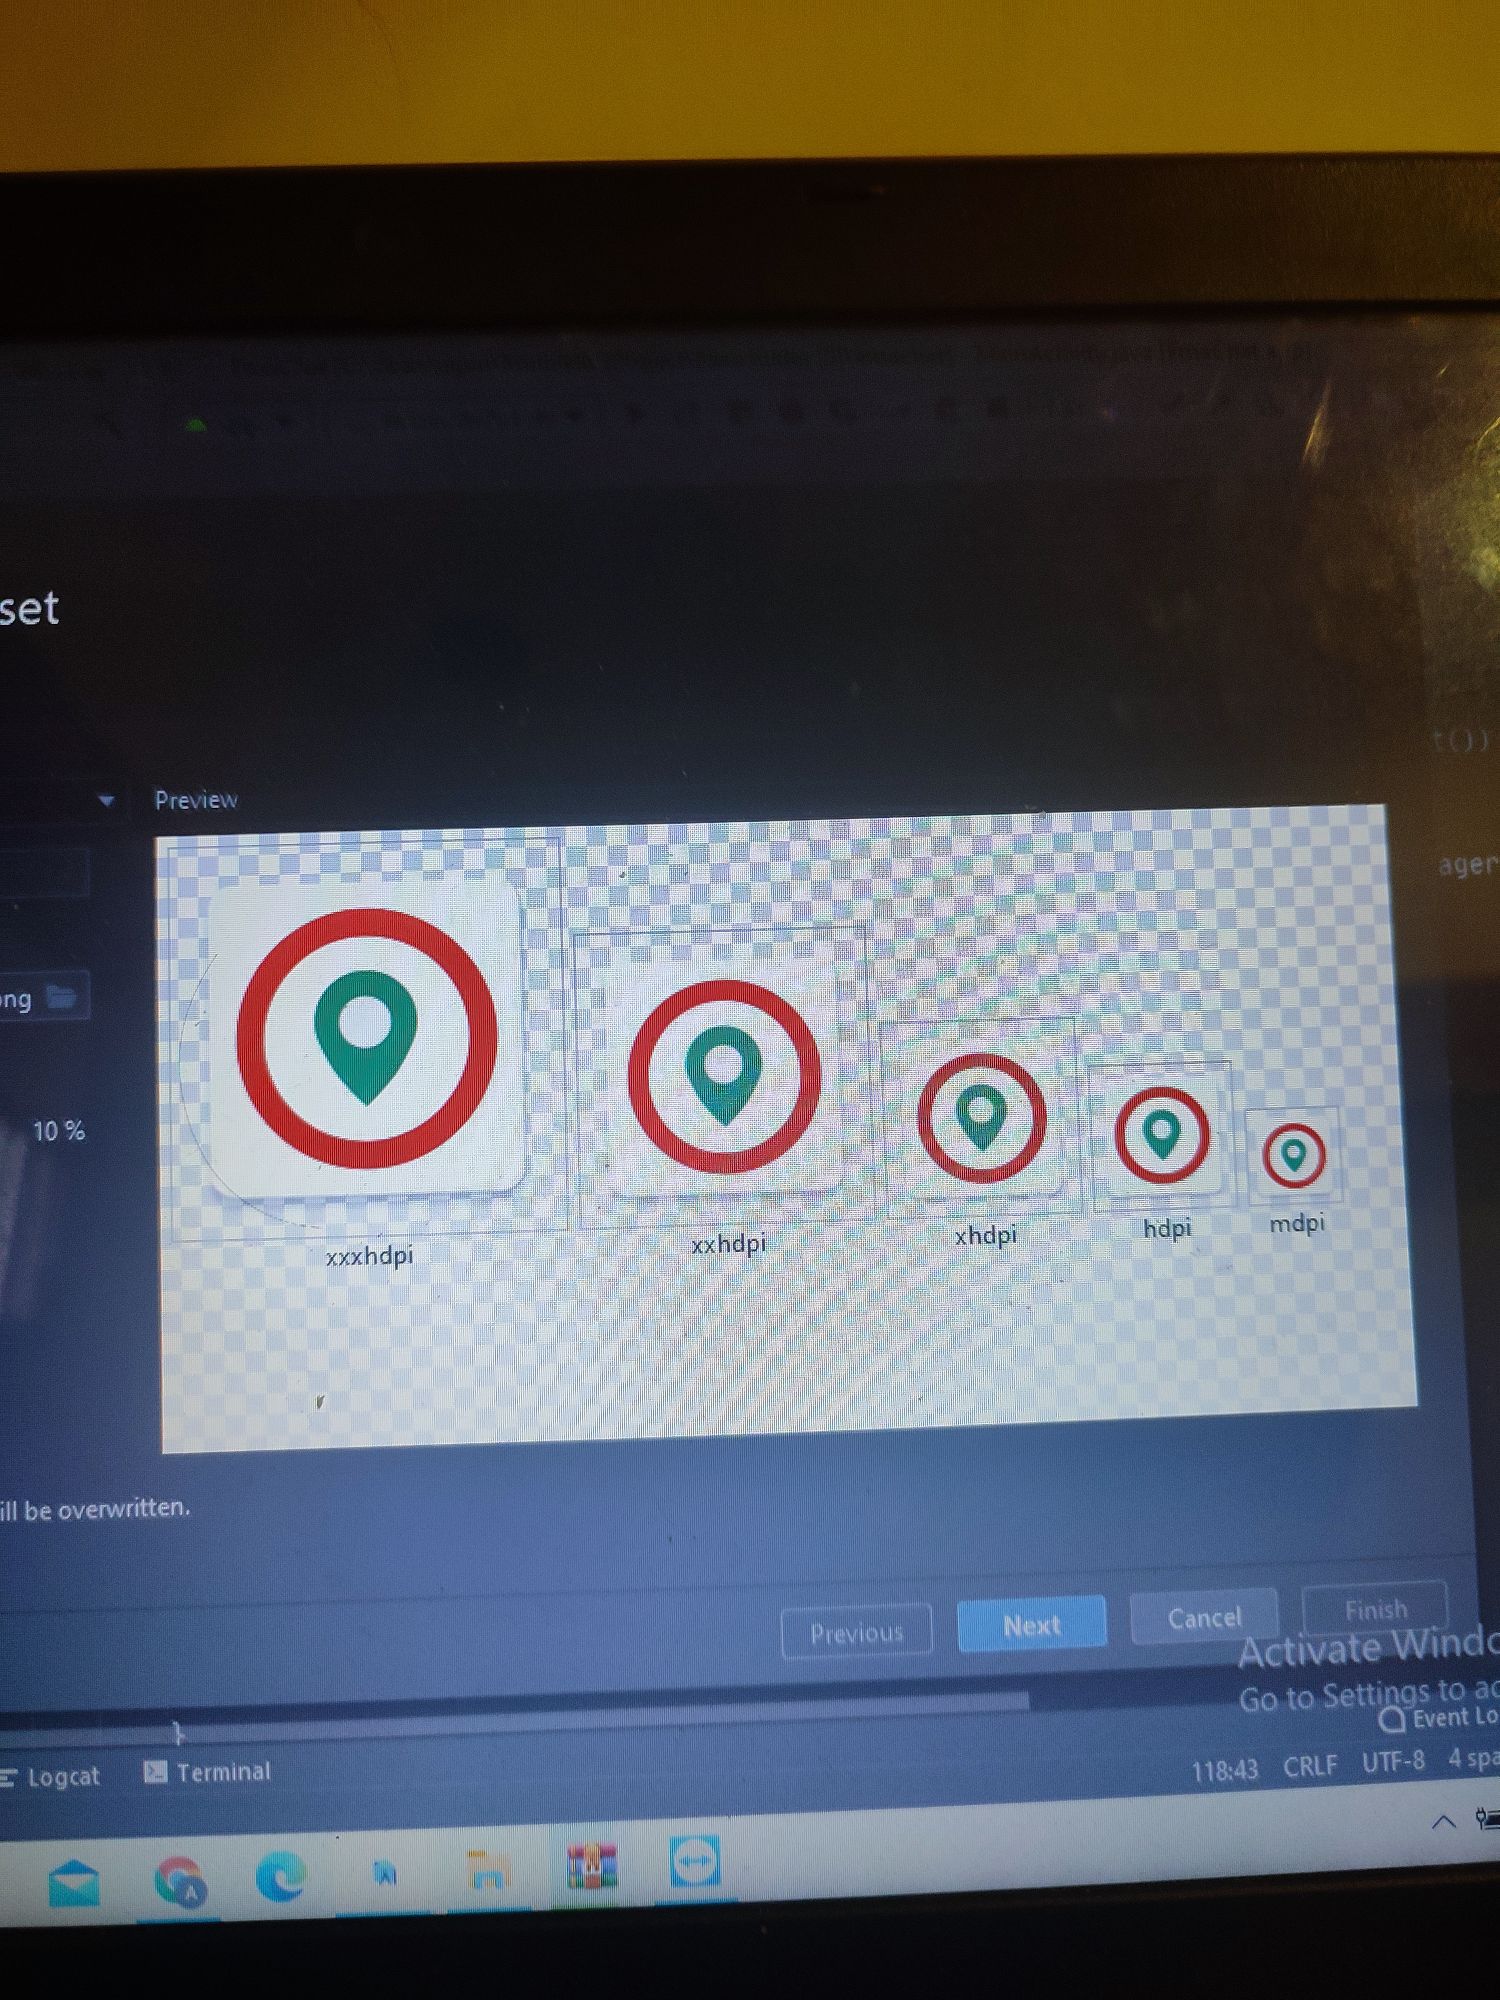 set
t())
Preview
ager
ng
10 %
xxxhdpi
xxhdpi
xhdpi
hdpi
mdpi
ill be overwritten.
Previous
Next
Cancel
Finish
Activate Windo
Go to Settings to ac
Event Lo
}
Logcat
Terminal
118:43
CRLF
UTF-8
4 spa
A